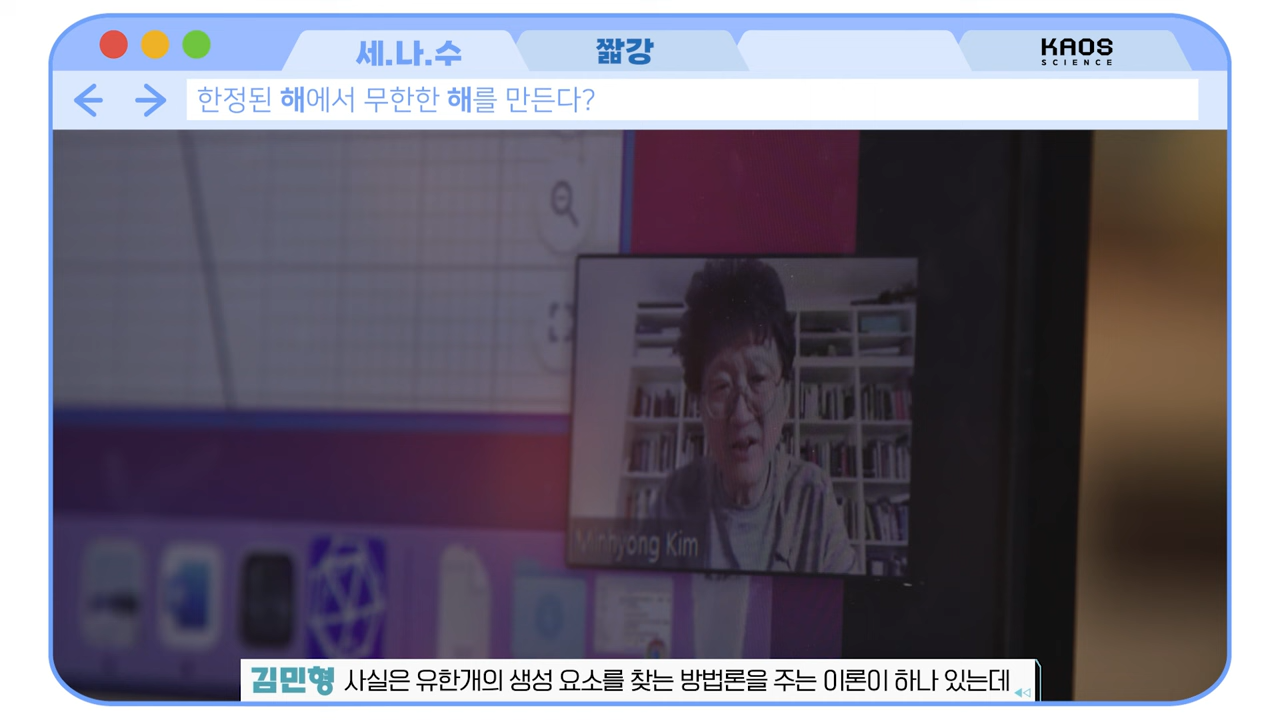 세.나.수
짧강
KAOS
SCIENCE
한정된 해에서 무한한 해를 만든다?
Minhyong Kim
김민형 사실은 유한개의 생성 요소를 찾는 방법론을 주는 이론이 하나 있는데